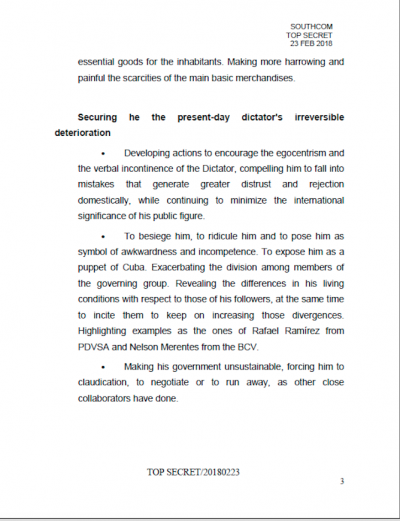 SOUTHCOM
TOP SECRET
23 FEB 2018
essential goods for the inhabitants. Making more harrowing and
painful the scarcities of the main basic merchandises.
Securing he the present-day dictator's irreversible
deterioration
• Developing actions to encourage the egocentrism and
the verbal incontinence of the Dictator, compelling him to fall into
mistakes that generate greater distrust and rejection
domestically, while continuing to minimize the international
significance of his public figure.
• To besiege him, to ridicule him and to pose him as
symbol of awkwardness and incompetence. To expose him as a
puppet of Cuba. Exacerbating the division among members of
the governing group. Revealing the differences in his living
conditions with respect to those of his followers, at the same time
to incite them to keep on increasing those divergences.
Highlighting examples as the ones of Rafael Ramírez from
PDVSA and Nelson Merentes from the BCV.
• Making his government unsustainable, forcing him to
claudication, to negotiate or to run away, as other close
collaborators have done.
TOP SECRET/20180223
3